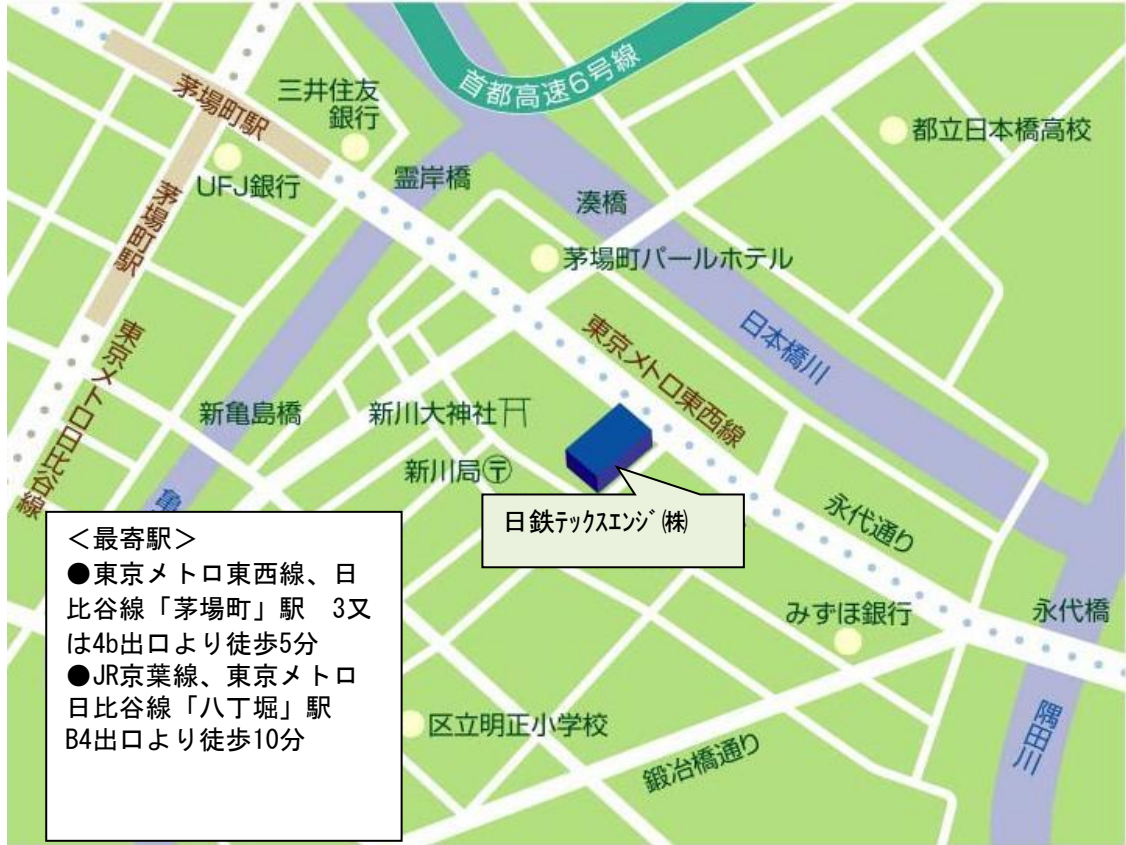 首都高速6号線
茅場町駅
三井住友
銀行
都立日本橋高校
UFJ銀行
霊岸橋
湊橋
茅場町駅
茅場町パールホテル
東京メトロ日比谷線
東京メトロ東西線
日本橋川
新亀島橋
新川大神社
新川局〒
亀
日鉄テックスエンジ㈱
永代通り
<最寄駅>
●東京メトロ東西線、日
比谷線「茅場町」駅　3又
は4b出口より徒歩5分
●JR京葉線、東京メトロ
日比谷線「八丁堀」駅
B4出口より徒歩10分
みずほ銀行
永代橋
区立明正小学校
鍛冶橋通り
隅田川